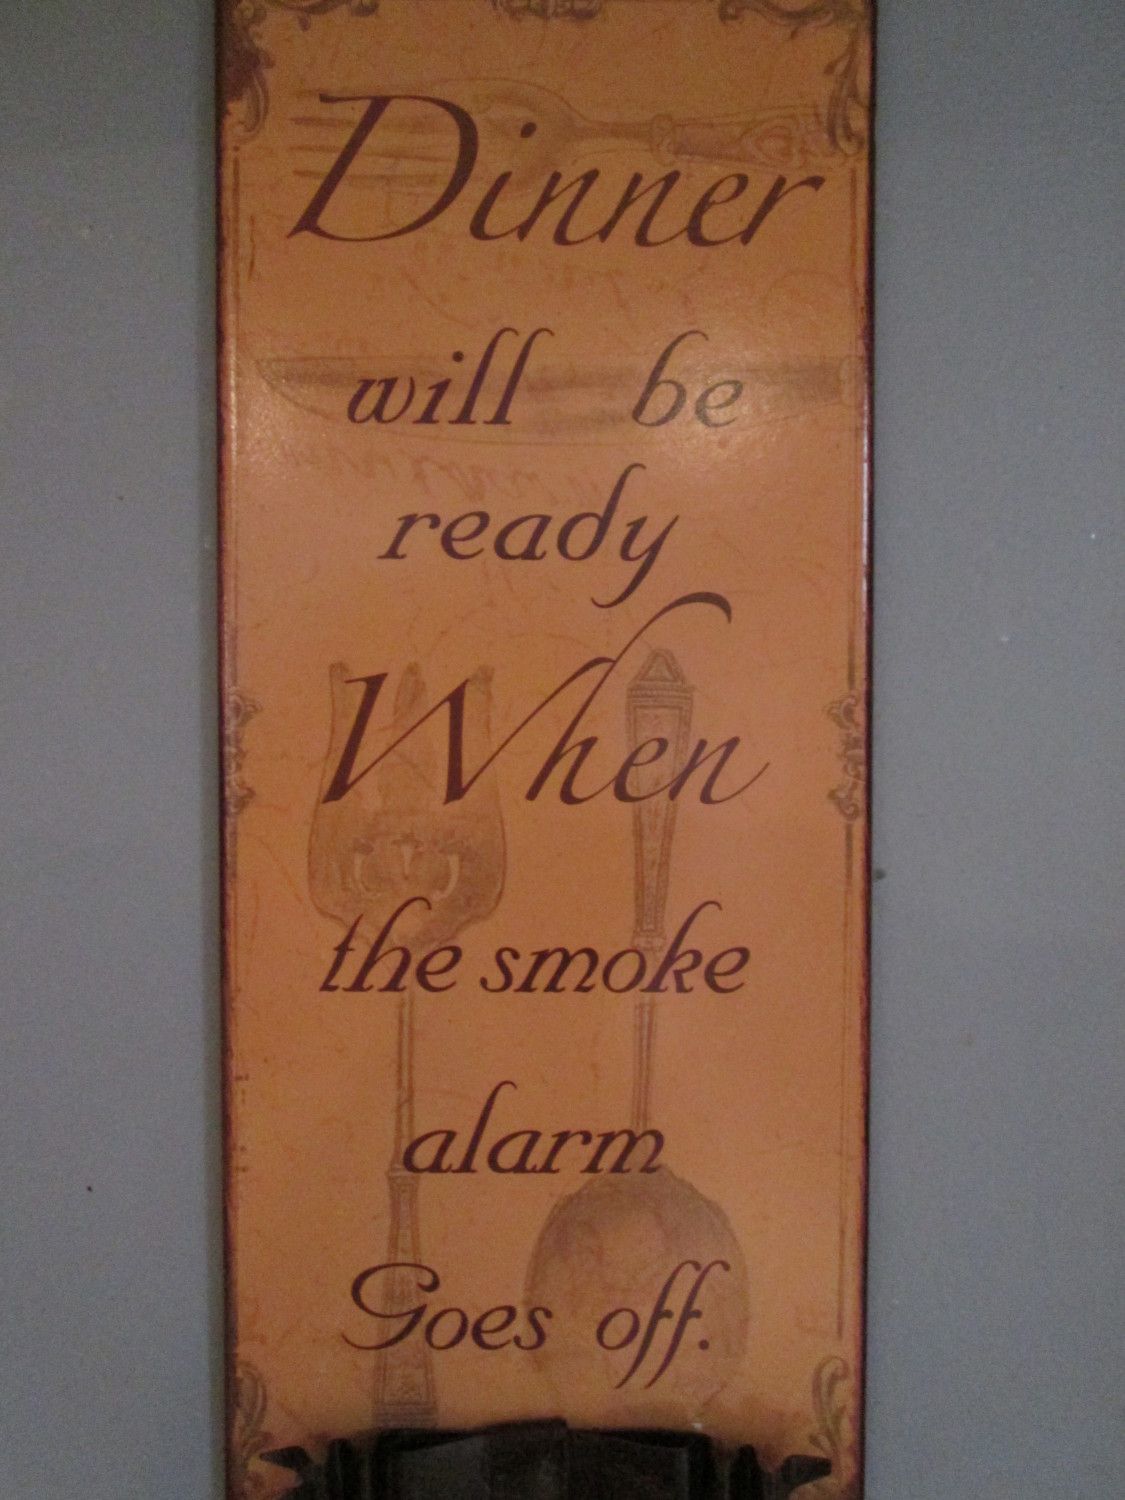 Dinner
will be
ready
When
the smoke
alarm
Goes off.